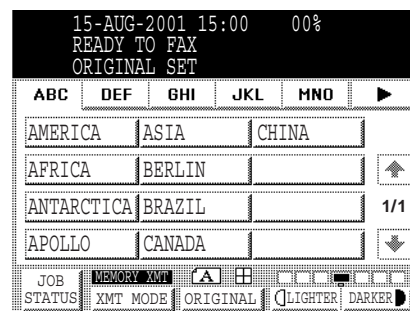 15-AUG-2001 15:00 00%
READY TO FAX
ORIGINAL SET
ABC DEF GHI JKL MNO
AMERICA ASIA CHINA
AFRICA BERLIN
ANTARCTICA BRAZIL 1/1
APOLLO CANADA
JOB STATUS
MEMORY XMT A
XMT MODE ORIGINAL LIGHTER DARKER